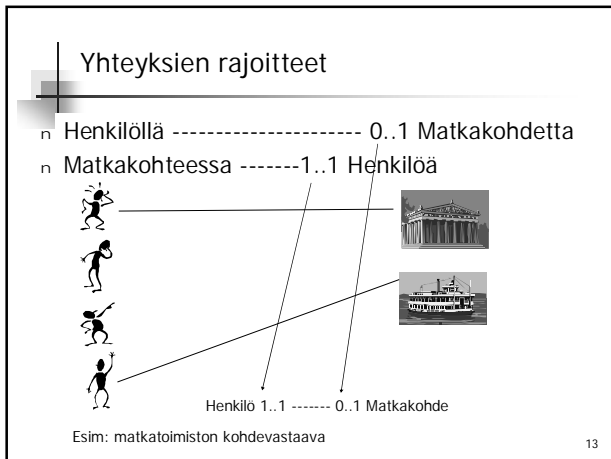 Yhteyksien rajoitteet
n Henkilöllä ---------------------- 0..1 Matkakohdetta
n Matkakohteessa -------1..1 Henkilöä
Henkilö 1..1 ------- 0..1 Matkakohde
Esim: matkatoimiston kohdevastaava
13